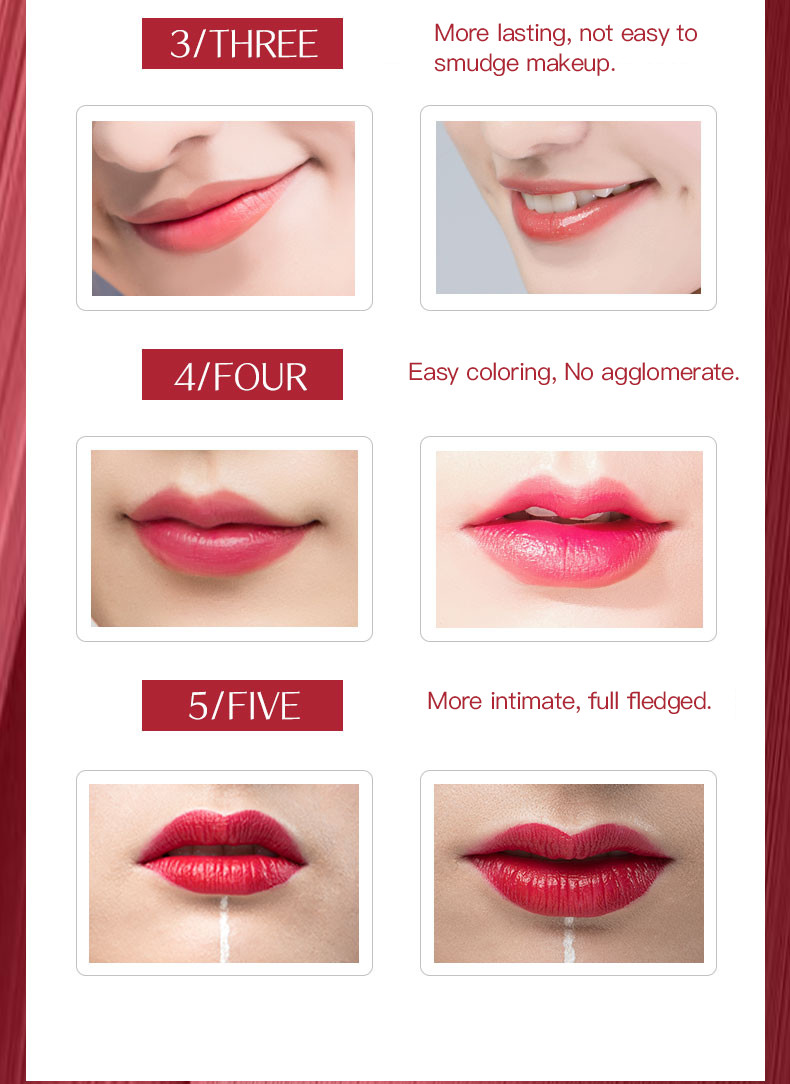 3/THREE
More lasting, not easy to
smudge makeup.
4/FOUR
Easy coloring, No agglomerate.
5/FIVE
More intimate, full fledged.